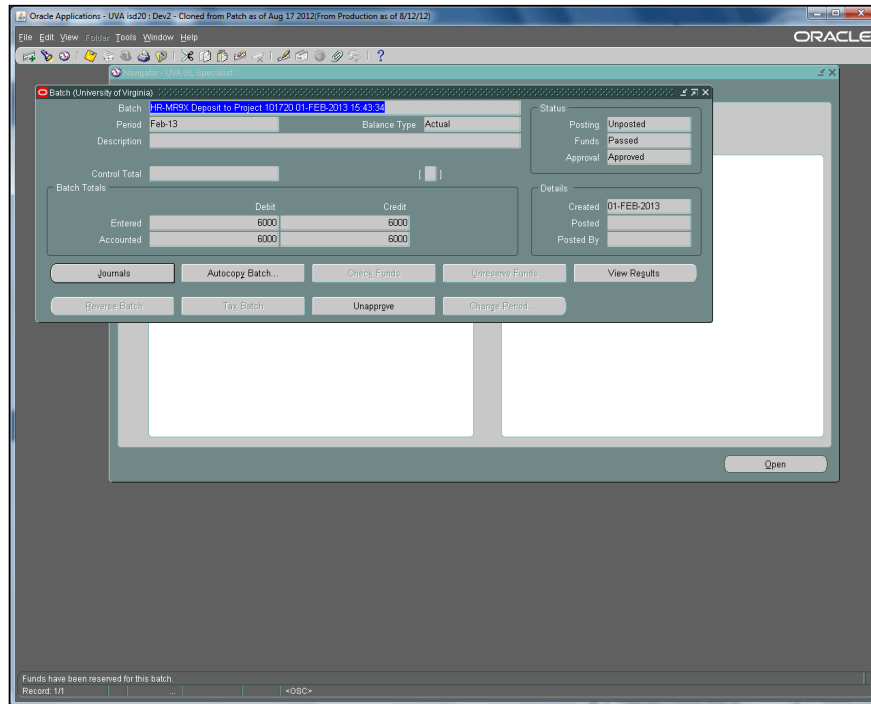 Oracle Applications - UVA isd20 : Dev2 - Cloned from Patch as of Aug 17 2012(From Production as of 8/12/12)
File Edit View Folder Tools Window Help
ORACLE
Navigator - UVA GL Specialist
Batch (University of Virginia)
Batch HR-MR9X Deposit to Project 101720 01-FEB-2013 15:43:34
Period Feb-13 Balance Type Actual
Description
Control Total [ ]
Status
Posting Unposted
Funds Passed
Approval Approved
Batch Totals
Debit Credit
Entered 6000 6000
Accounted 6000 6000
Details
Created 01-FEB-2013
Posted
Posted By
Journals Autocopy Batch... Check Funds Unreserve Funds View Results
Reverse Batch Tax Batch Unapprove Change Period...
Open
Funds have been reserved for this batch.
Record: 1/1 ... <OSC>